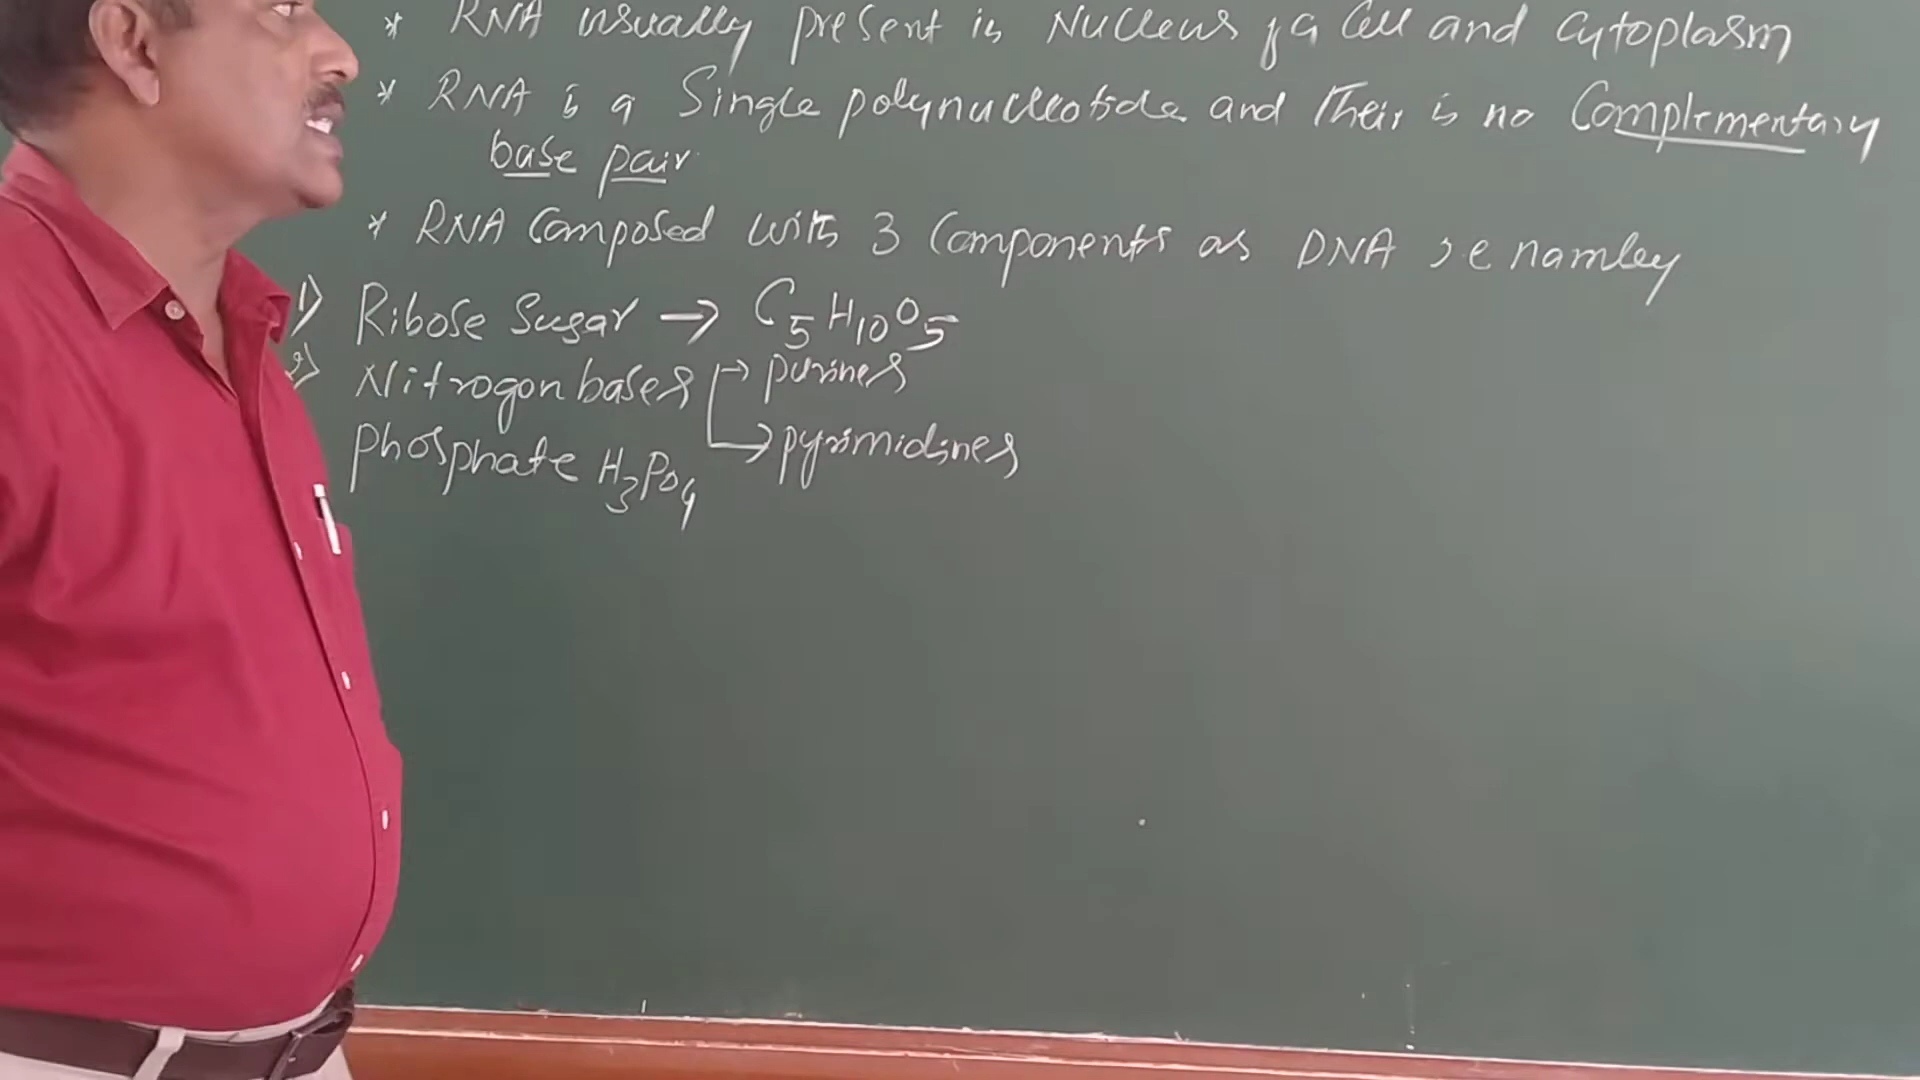 * RNA usually present in Nucleus of a Cell and Cytoplasm
* RNA is a Single polynucleotide and Their is no Complementary
base pair
* RNA Composed with 3 Components as DNA i.e namley
1) Ribose Sugar → C5H10O5
2) Nitrogon bases → purines
→ pyrimidines
phosphate H3PO4